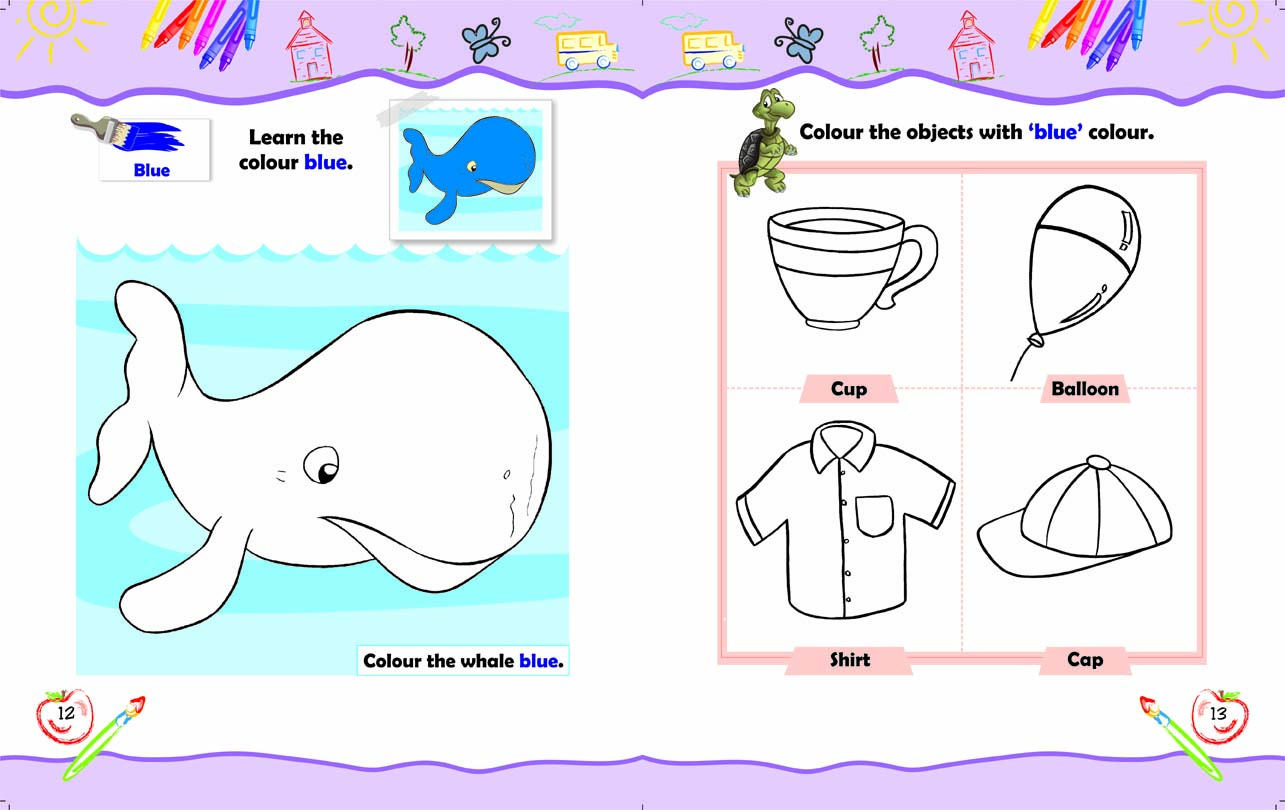 Blue
Learn the
colour blue.
Colour the whale blue.
12
Colour the objects with ‘blue’ colour.
Cup
Balloon
Shirt
Cap
13